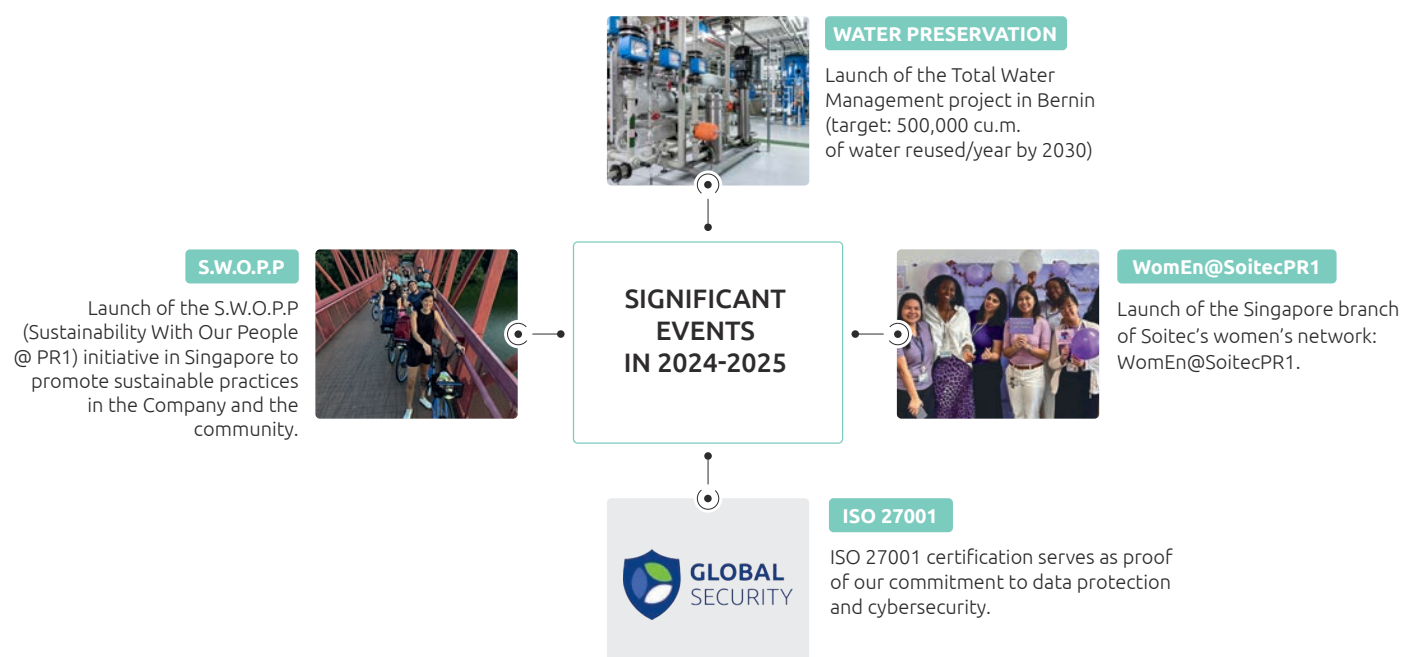 WATER PRESERVATION
Launch of the Total Water
Management project in Bernin
(target: 500,000 cu.m.
of water reused/year by 2030)
S.W.O.P.P
Launch of the S.W.O.P.P
(Sustainability With Our People
@ PR1) initiative in Singapore to
promote sustainable practices
in the Company and the
community.
SIGNIFICANT
EVENTS
IN 2024-2025
WomEn@SoitecPR1
Launch of the Singapore branch
of Soitec’s women’s network:
WomEn@SoitecPR1.
GLOBAL
SECURITY
ISO 27001
ISO 27001 certification serves as proof
of our commitment to data protection
and cybersecurity.